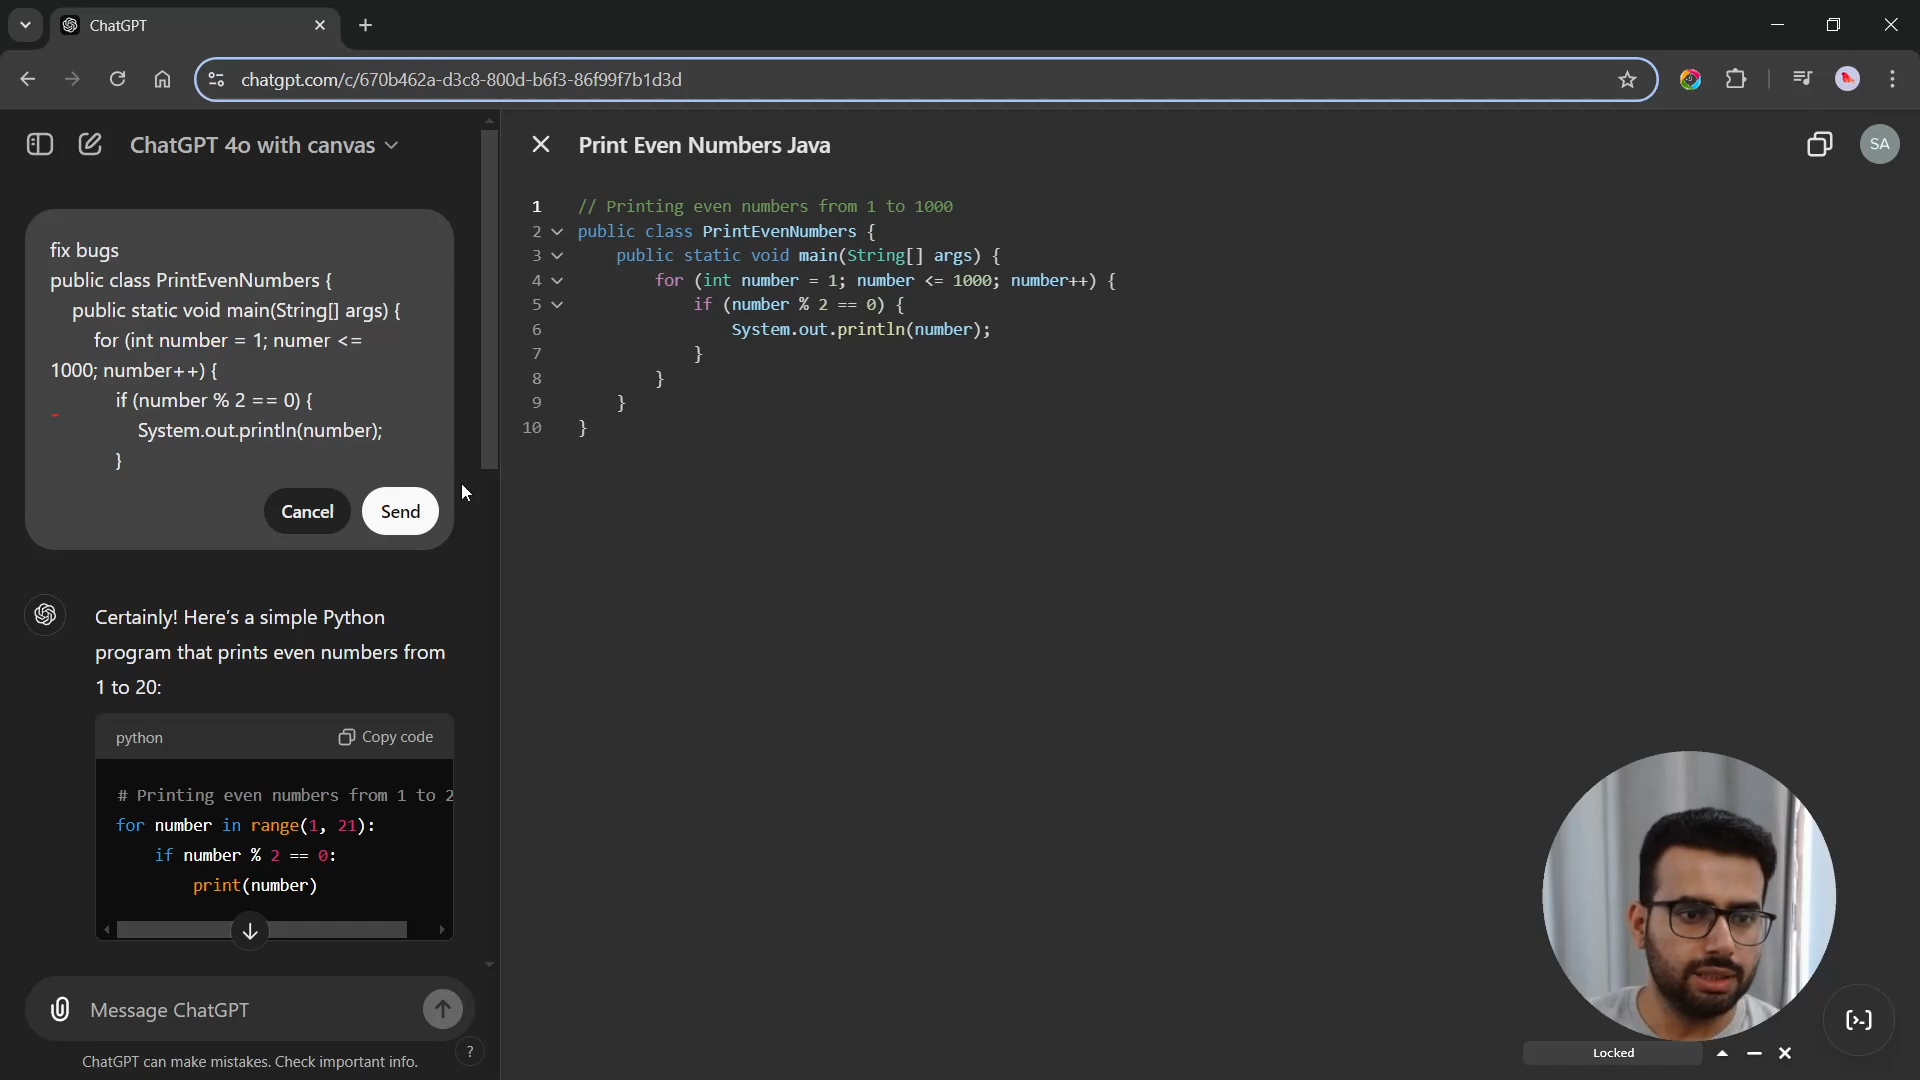 ChatGPT
chatgpt.com/c/670b462a-d3c8-800d-b6f3-86f99f7b1d3d
ChatGPT 4o with canvas
fix bugs
public class PrintEvenNumbers {
public static void main(String[] args) {
for (int number = 1; numer <=
1000; number++) {
if (number % 2 == 0) {
System.out.println(number);
}
Cancel
Send
Certainly! Here's a simple Python
program that prints even numbers from
1 to 20:
python
Copy code
# Printing even numbers from 1 to 2
for number in range(1, 21):
if number % 2 == 0:
print(number)
Message ChatGPT
ChatGPT can make mistakes. Check important info.
?
Print Even Numbers Java
SA
1 // Printing even numbers from 1 to 1000
2 public class PrintEvenNumbers {
3 public static void main(String[] args) {
4 for (int number = 1; number <= 1000; number++) {
5 if (number % 2 == 0) {
6 System.out.println(number);
7 }
8 }
9 }
10 }
Locked